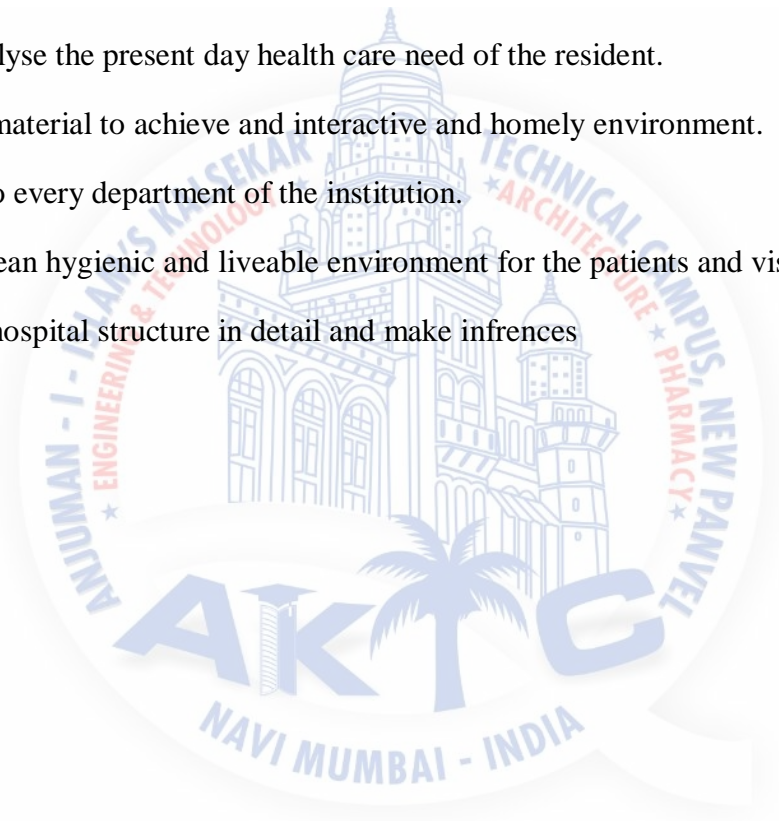 lyse the present day health care need of the resident.
material to achieve and interactive and homely environment.
o every department of the institution.
ean hygienic and liveable environment for the patients and vis
hospital structure in detail and make infrences
ANJUMAN - I - ISLAM'S KALSEKAR TECHNICAL CAMPUS, NEW PANVEL
ENGINEERING & TECHNOLOGY ★ ★ ARCHITECTURE ★ PHARMACY ★
AKTC
NAVI MUMBAI - INDIA